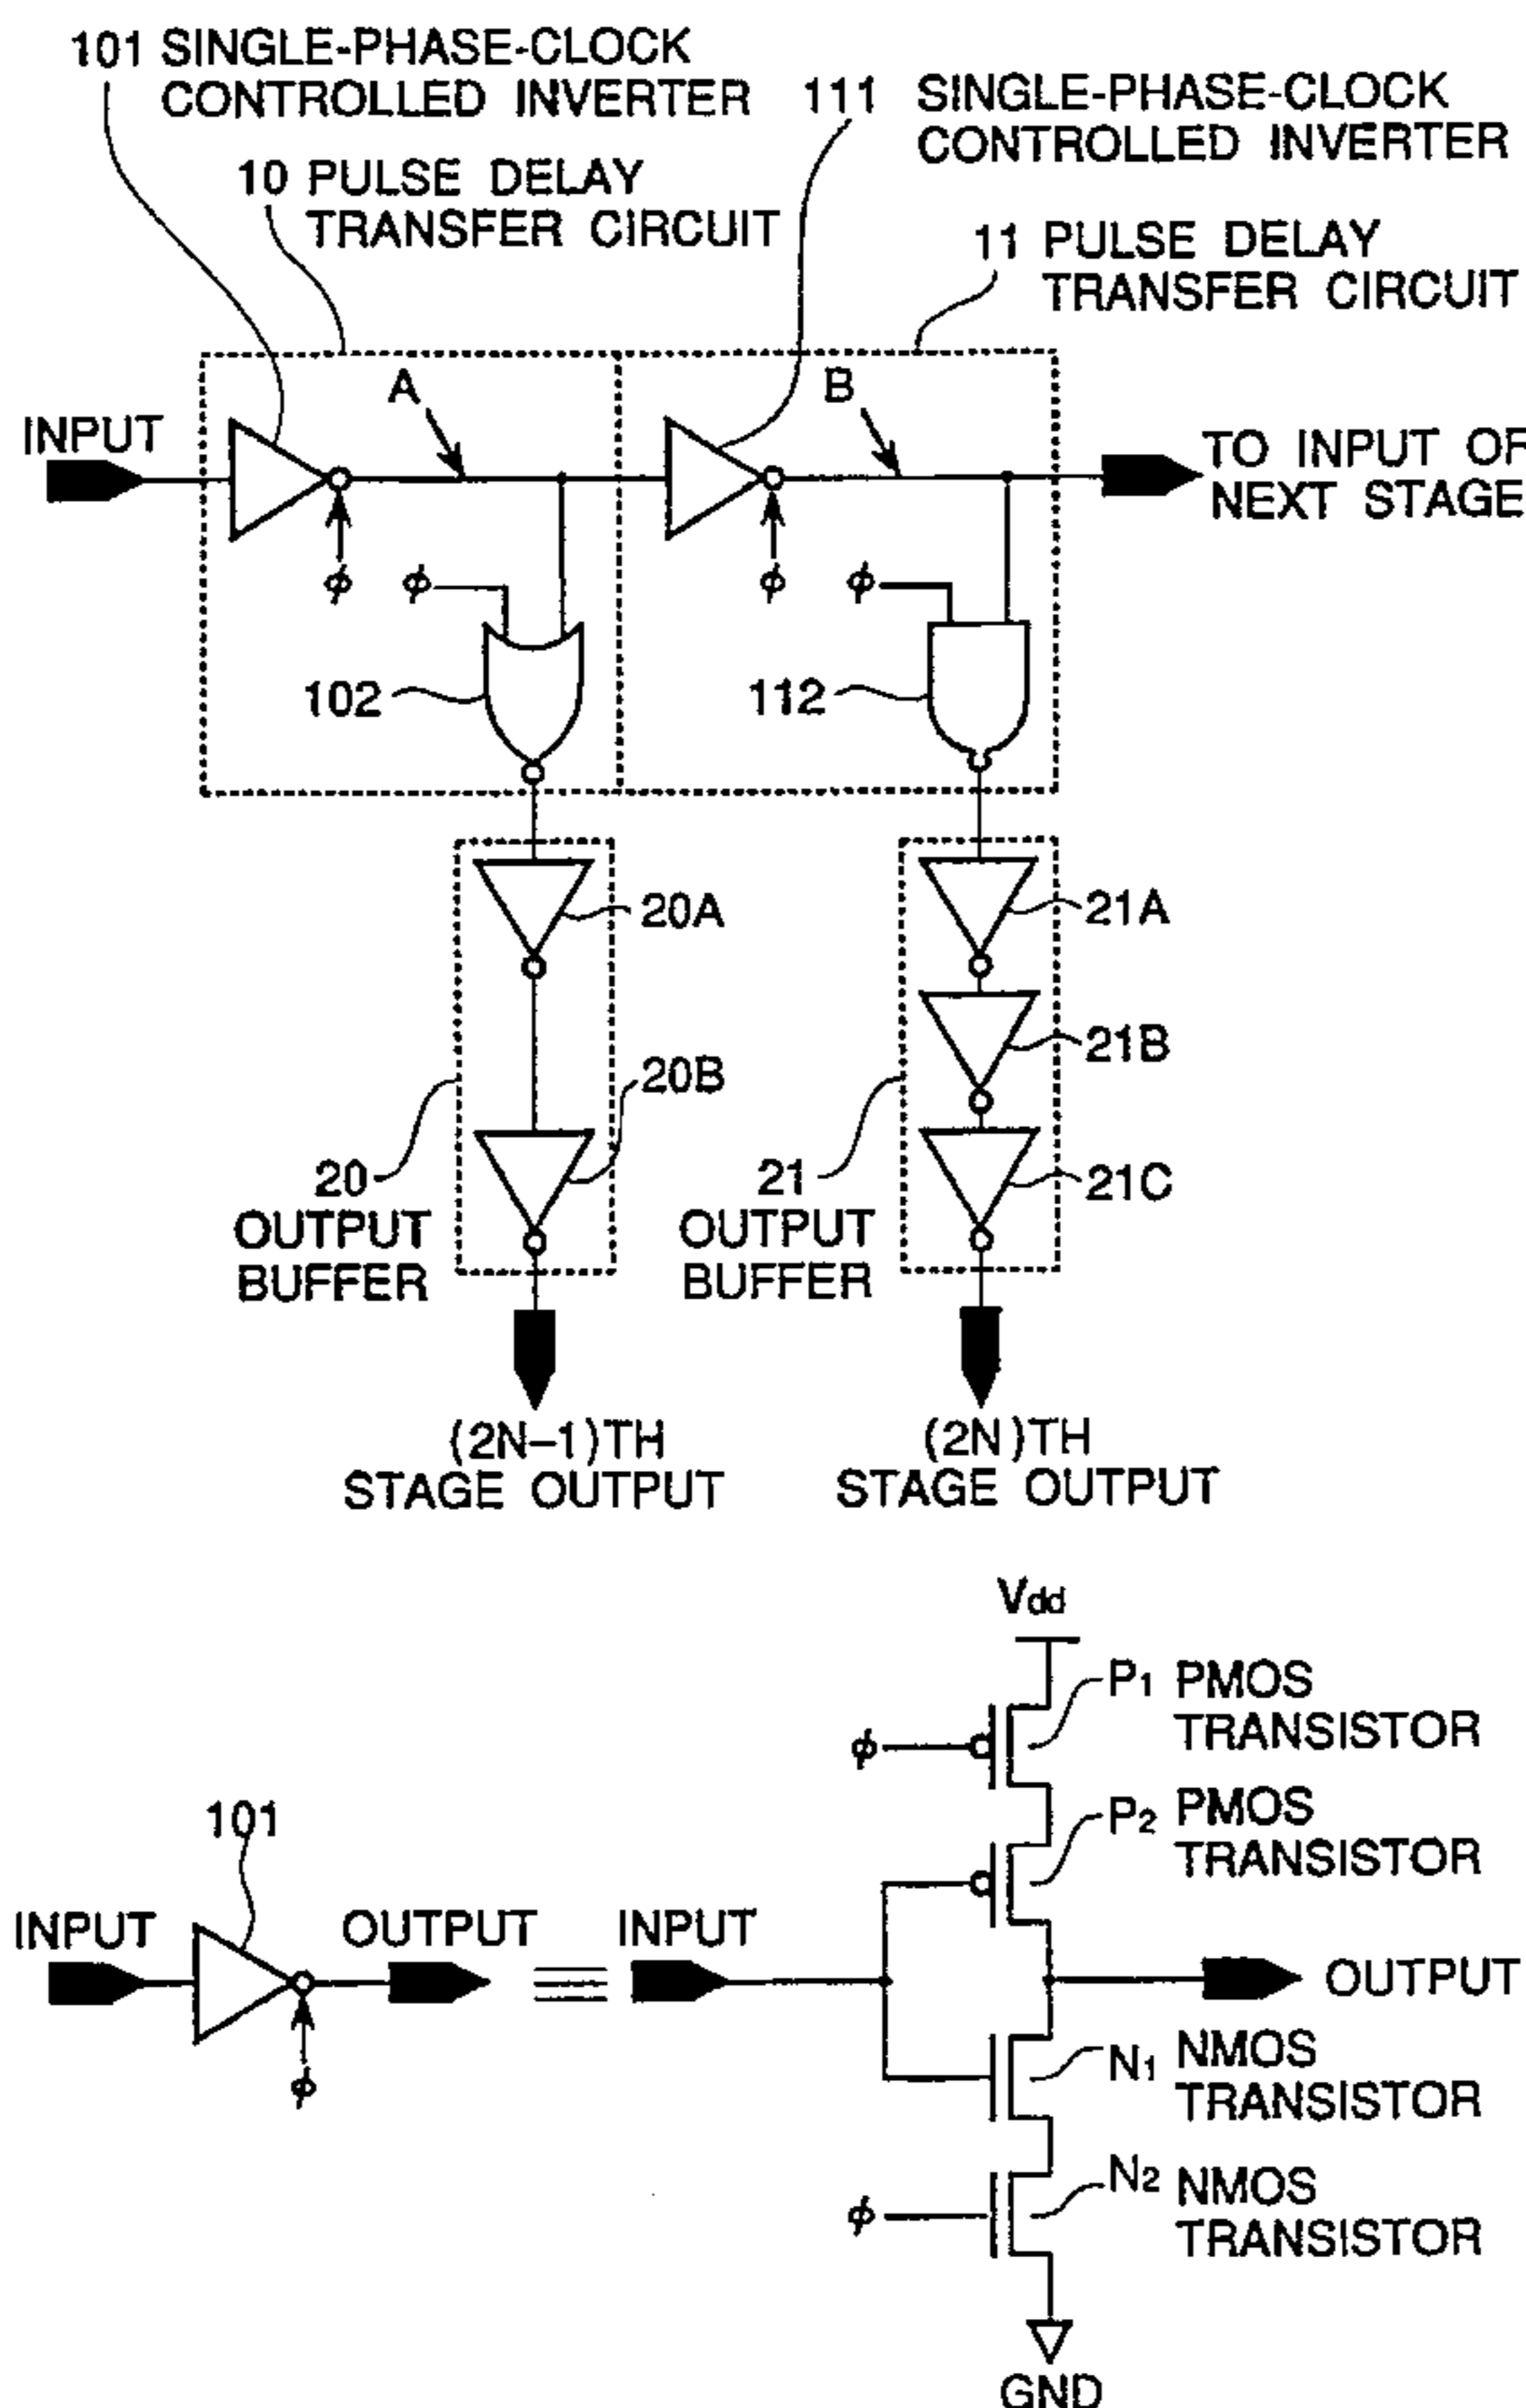 101 SINGLE-PHASE-CLOCK
CONTROLLED INVERTER
111 SINGLE-PHASE-CLOCK
CONTROLLED INVERTER
10 PULSE DELAY
TRANSFER CIRCUIT
11 PULSE DELAY
TRANSFER CIRCUIT
A
B
INPUT
TO INPUT OF
NEXT STAGE
ϕ
ϕ
ϕ
ϕ
102
112
20A
21A
21B
20B
20
OUTPUT
BUFFER
21
OUTPUT
BUFFER
21C
(2N-1)TH
STAGE OUTPUT
(2N)TH
STAGE OUTPUT
Vdd
P1 PMOS
TRANSISTOR
ϕ
P2 PMOS
TRANSISTOR
101
INPUT
OUTPUT
INPUT
OUTPUT
ϕ
N1 NMOS
TRANSISTOR
N2 NMOS
TRANSISTOR
ϕ
GND